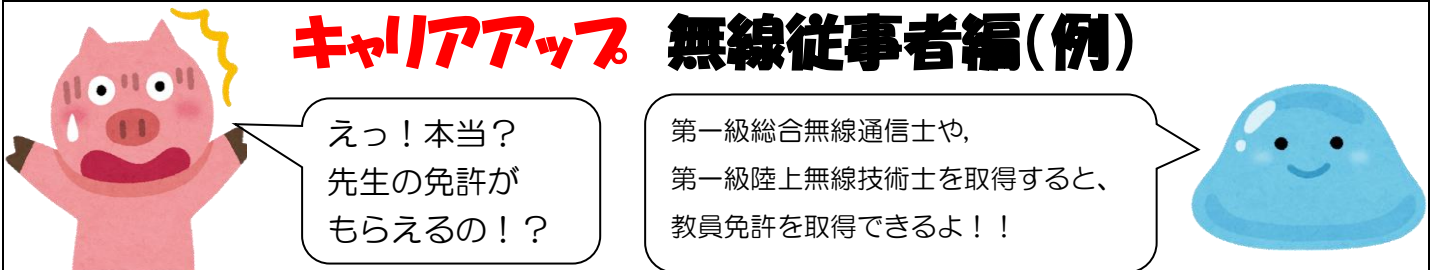 キャリアアップ 無線従事者編(例)
えっ！本当？
先生の免許が
もらえるの！？
第一級総合無線通信士や,
第一級陸上無線技術士を取得すると、
教員免許を取得できるよ！！